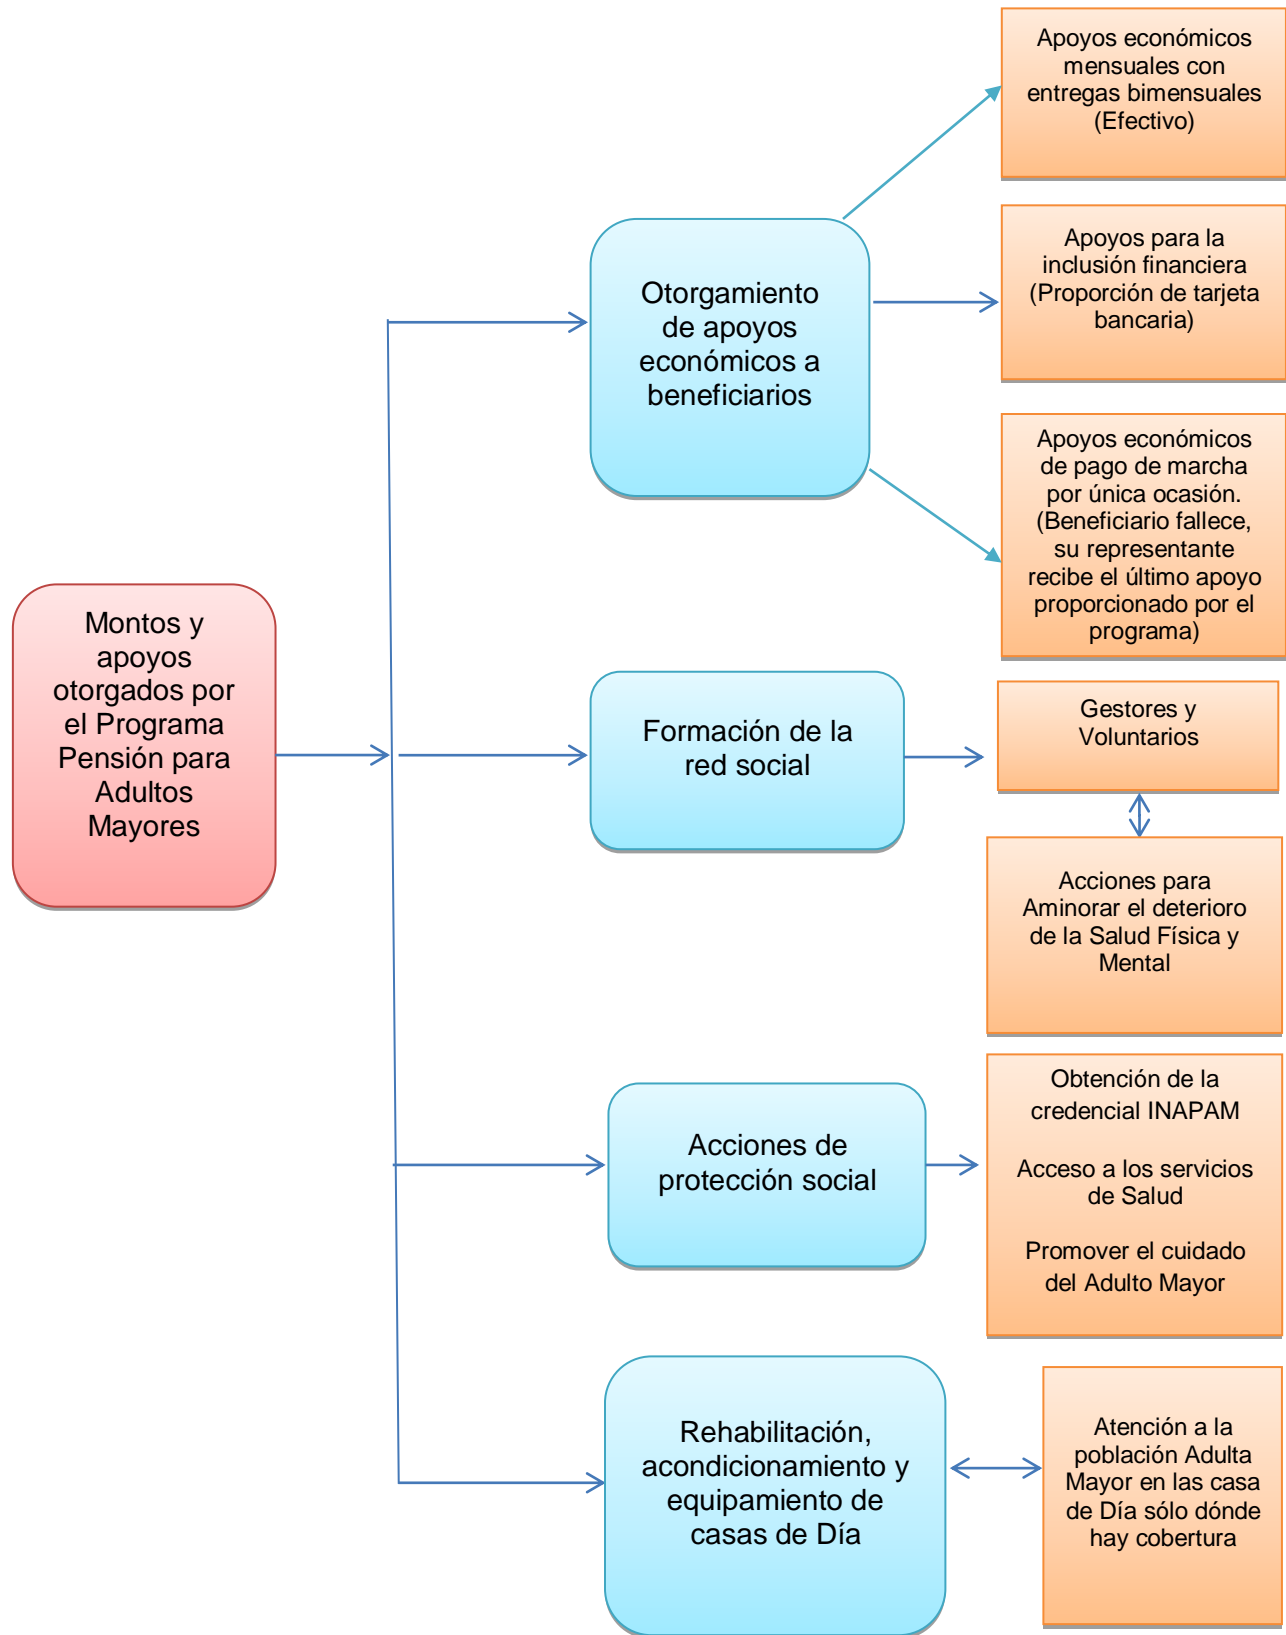 Montos y
apoyos
otorgados por
el Programa
Pensión para
Adultos
Mayores
Otorgamiento
de apoyos
económicos a
beneficiarios
Apoyos económicos
mensuales con
entregas bimensuales
(Efectivo)
Apoyos para la
inclusión financiera
(Proporción de tarjeta
bancaria)
Apoyos económicos
de pago de marcha
por única ocasión.
(Beneficiario fallece,
su representante
recibe el último apoyo
proporcionado por el
programa)
Formación de la
red social
Gestores y
Voluntarios
Acciones para
Aminorar el deterioro
de la Salud Física y
Mental
Acciones de
protección social
Obtención de la
credencial INAPAM
Acceso a los servicios
de Salud
Promover el cuidado
del Adulto Mayor
Rehabilitación,
acondicionamiento y
equipamiento de
casas de Día
Atención a la
población Adulta
Mayor en las casa
de Día sólo dónde
hay cobertura